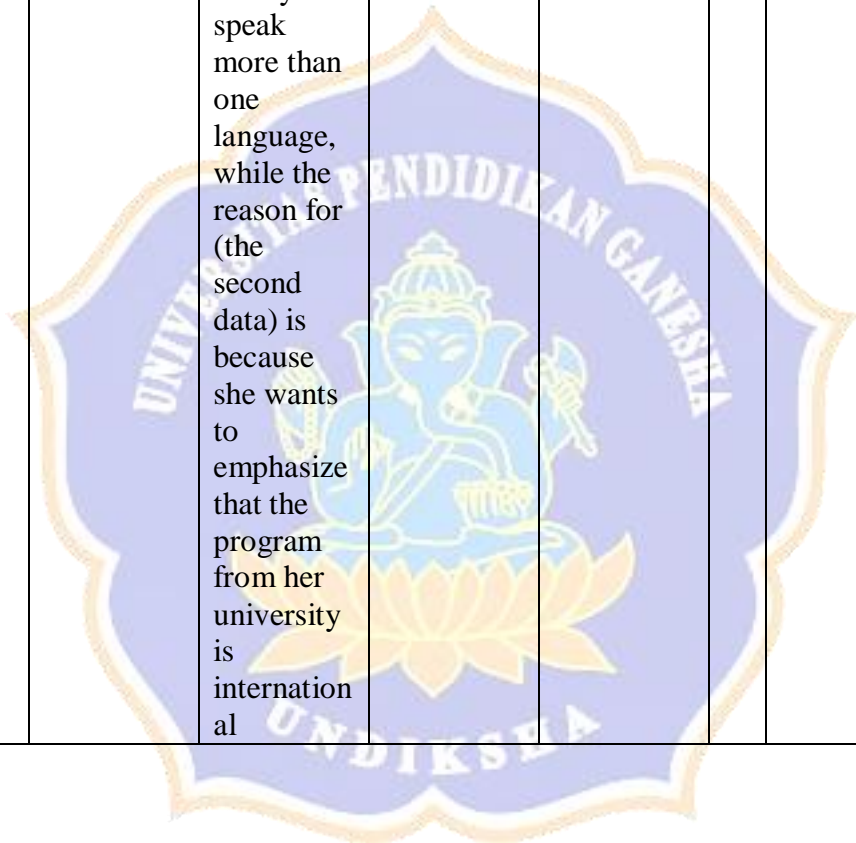 speak
more than
one
language,
while the
reason for
(the
second
data) is
because
she wants
to
emphasize
that the
program
from her
university
is
internation
al
UNIVERSITAS PENDIDIKAN GANESHA
UNDIKSHA